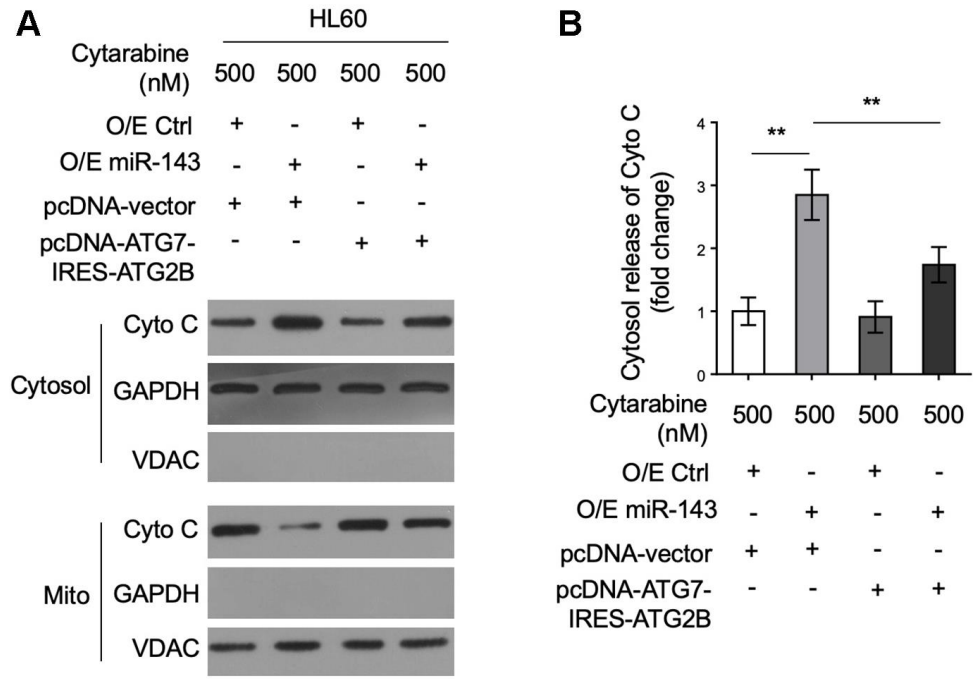 A
HL60
Cytarabine
(nM)
500 500 500 500
O/E Ctrl + - + -
O/E miR-143 - + - +
pcDNA-vector + + - -
pcDNA-ATG7-
IRES-ATG2B - - + +
Cytosol
Cyto C
GAPDH
VDAC
Mito
Cyto C
GAPDH
VDAC
B
Cytosol release of Cyto C
(fold change)
4
3
2
1
0
**
**
Cytarabine
(nM)
500 500 500 500
O/E Ctrl + - + -
O/E miR-143 - + - +
pcDNA-vector + + - -
pcDNA-ATG7-
IRES-ATG2B - - + +